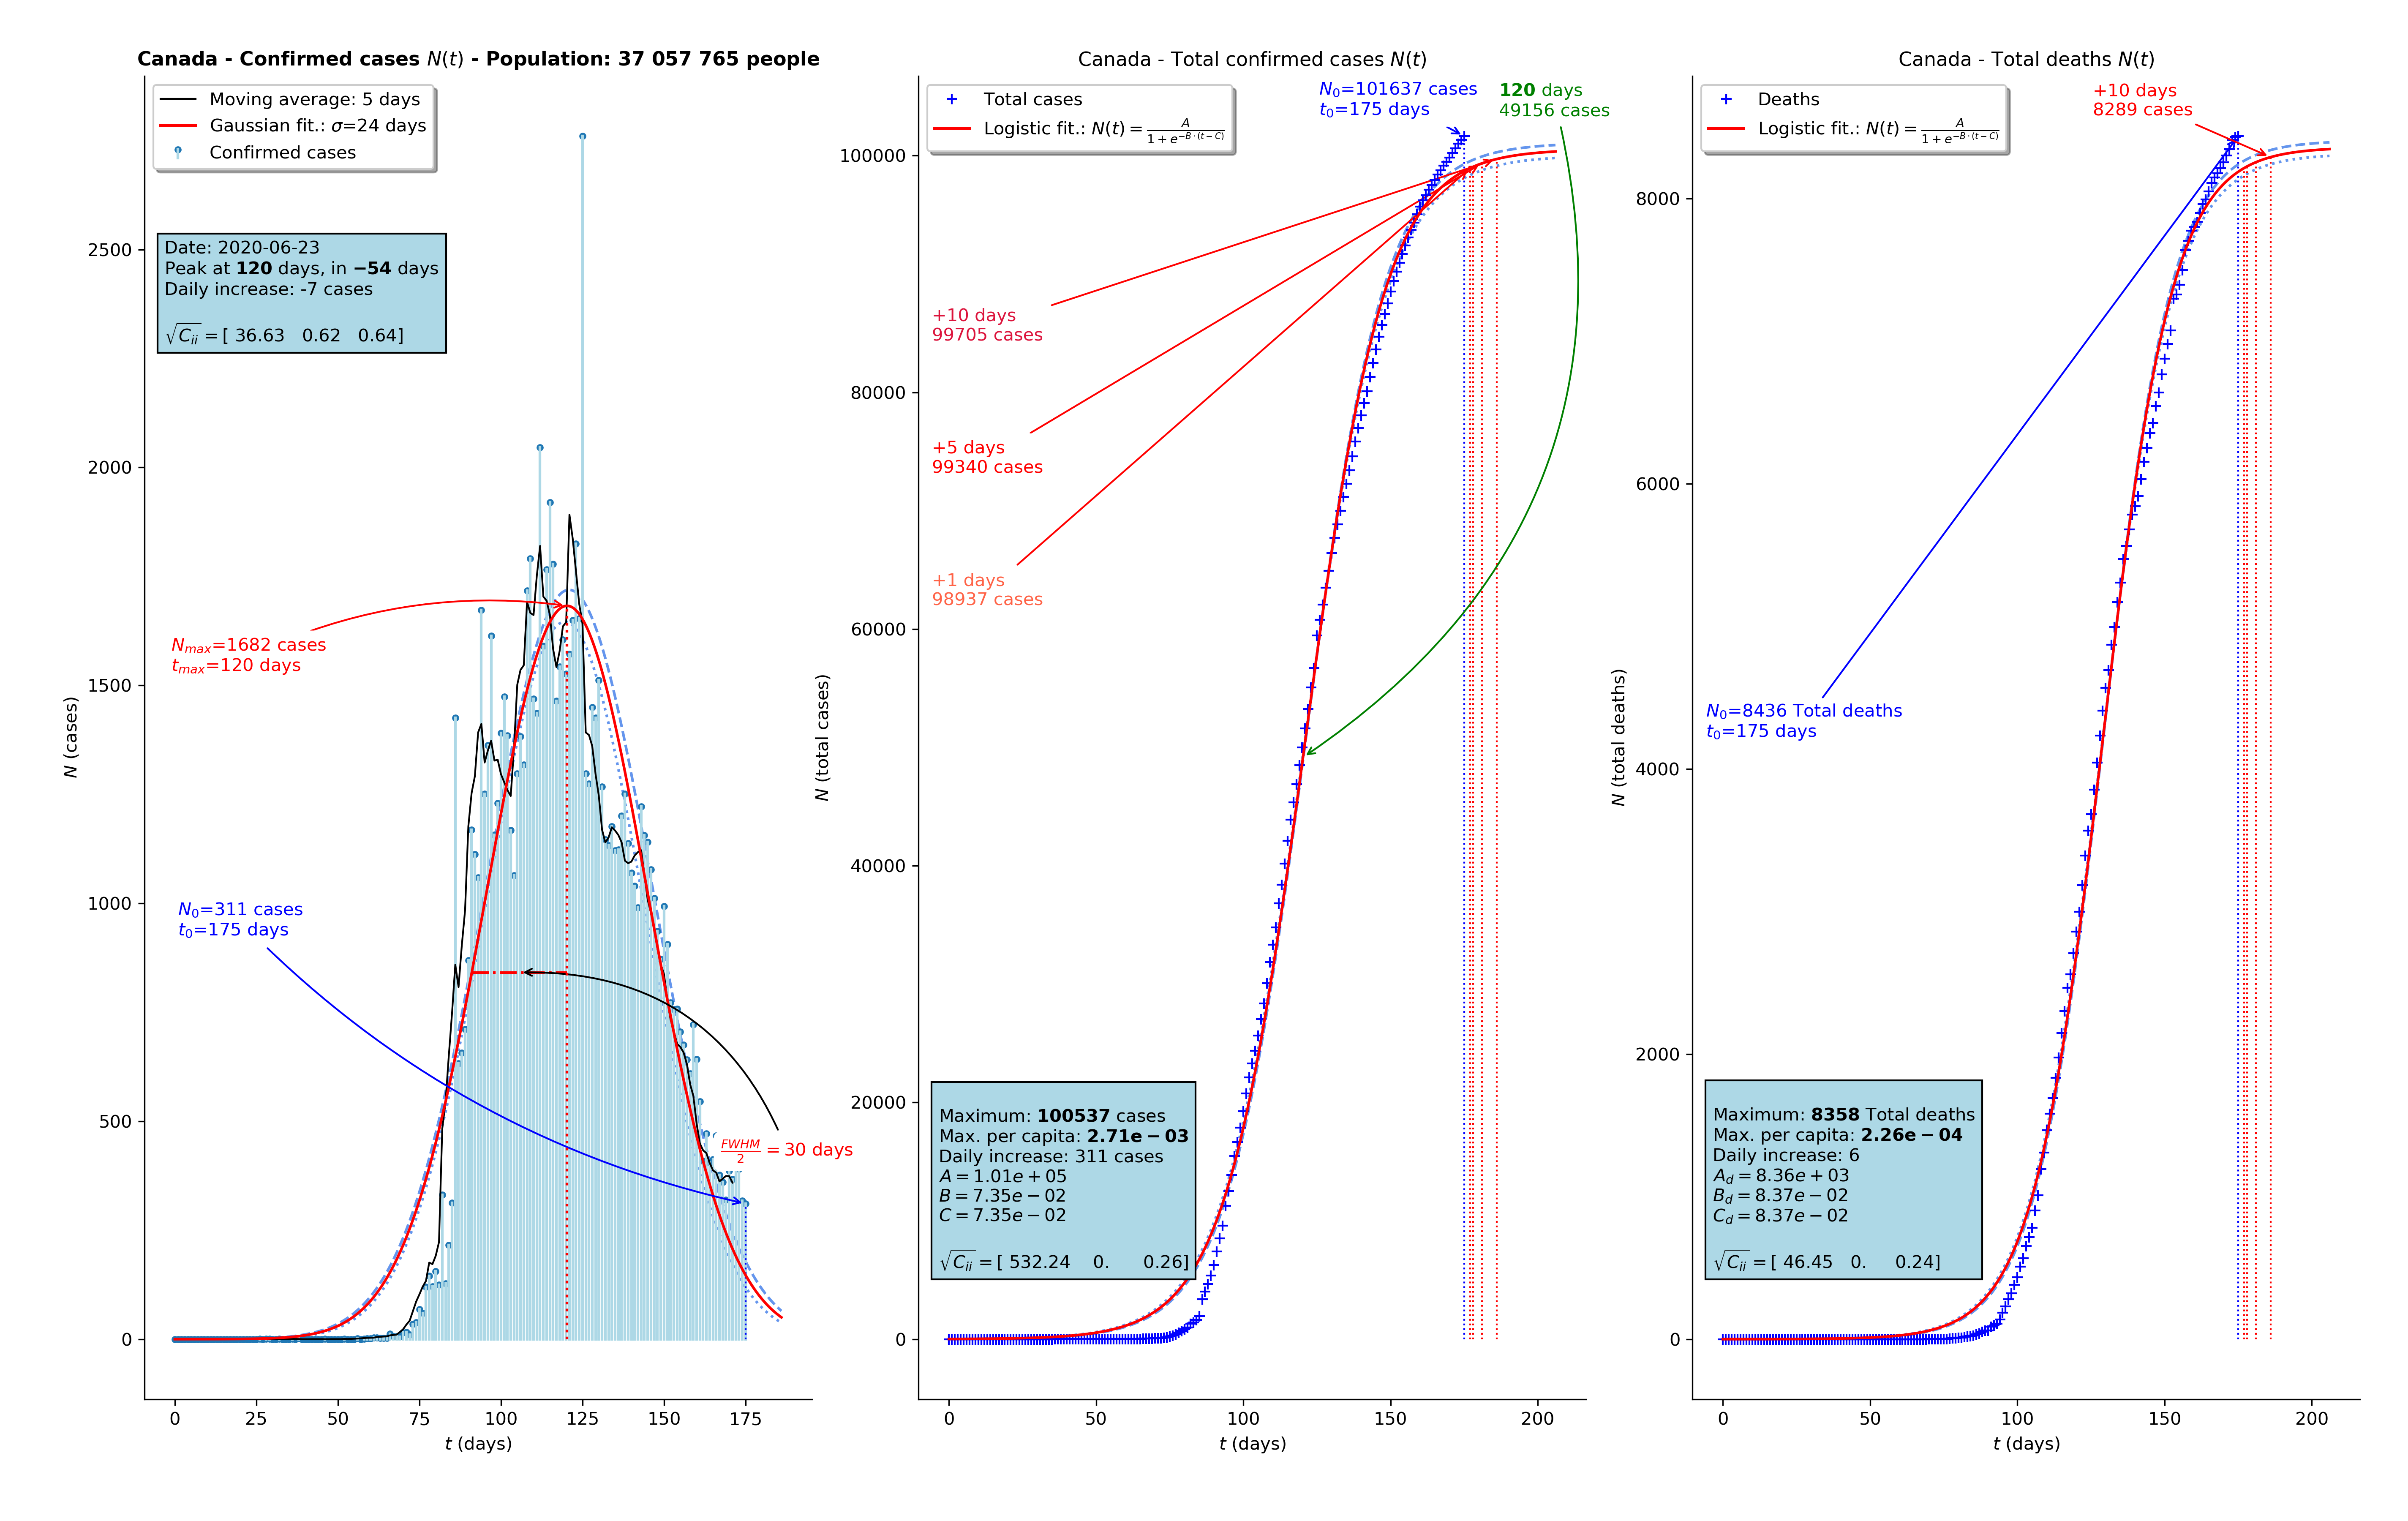 Canada - Confirmed cases N(t) - Population: 37 057 765 people
Moving average: 5 days
Gaussian fit.: σ=24 days
Confirmed cases
Date: 2020-06-23
Peak at 120 days, in −54 days
Daily increase: -7 cases
√Cii = [ 36.63 0.62 0.64]
Nmax=1682 cases
tmax=120 days
N0=311 cases
t0=175 days
FWHM/2 = 30 days
N (cases)
2500
2000
1500
1000
500
0
0 25 50 75 100 125 150 175
t (days)
Canada - Total confirmed cases N(t)
Total cases
Logistic fit.: N(t) = A/(1 + e^(−B·(t−C)))
N0=101637 cases
t0=175 days
120 days
49156 cases
+10 days
99705 cases
+5 days
99340 cases
+1 days
98937 cases
Maximum: 100537 cases
Max. per capita: 2.71e − 03
Daily increase: 311 cases
A = 1.01e + 05
B = 7.35e − 02
C = 7.35e − 02
√Cii = [ 532.24 0. 0.26]
N (total cases)
100000
80000
60000
40000
20000
0
0 50 100 150 200
t (days)
Canada - Total deaths N(t)
Deaths
Logistic fit.: N(t) = A/(1 + e^(−B·(t−C)))
+10 days
8289 cases
N0=8436 Total deaths
t0=175 days
Maximum: 8358 Total deaths
Max. per capita: 2.26e − 04
Daily increase: 6
Ad = 8.36e + 03
Bd = 8.37e − 02
Cd = 8.37e − 02
√Cii = [ 46.45 0. 0.24]
N (total deaths)
8000
6000
4000
2000
0
0 50 100 150 200
t (days)